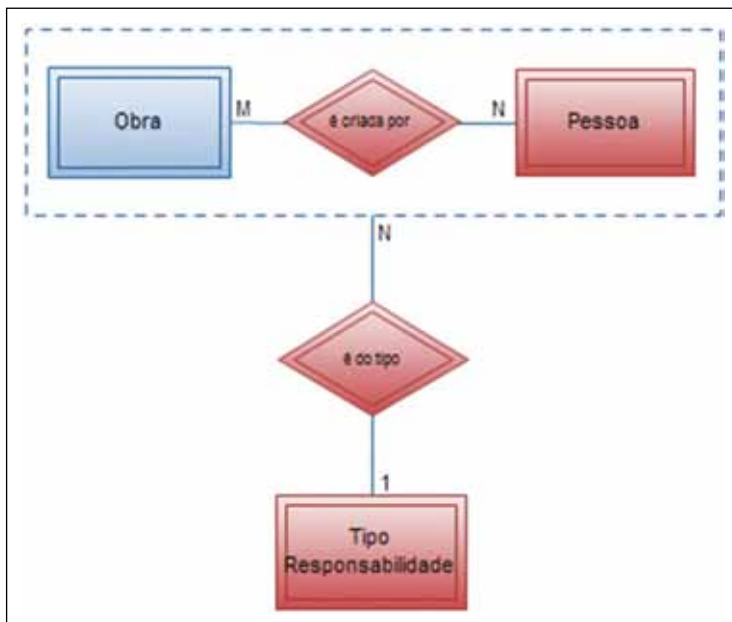 Obra
M
é criada por
N
Pessoa
N
é do tipo
1
Tipo
Responsabilidade